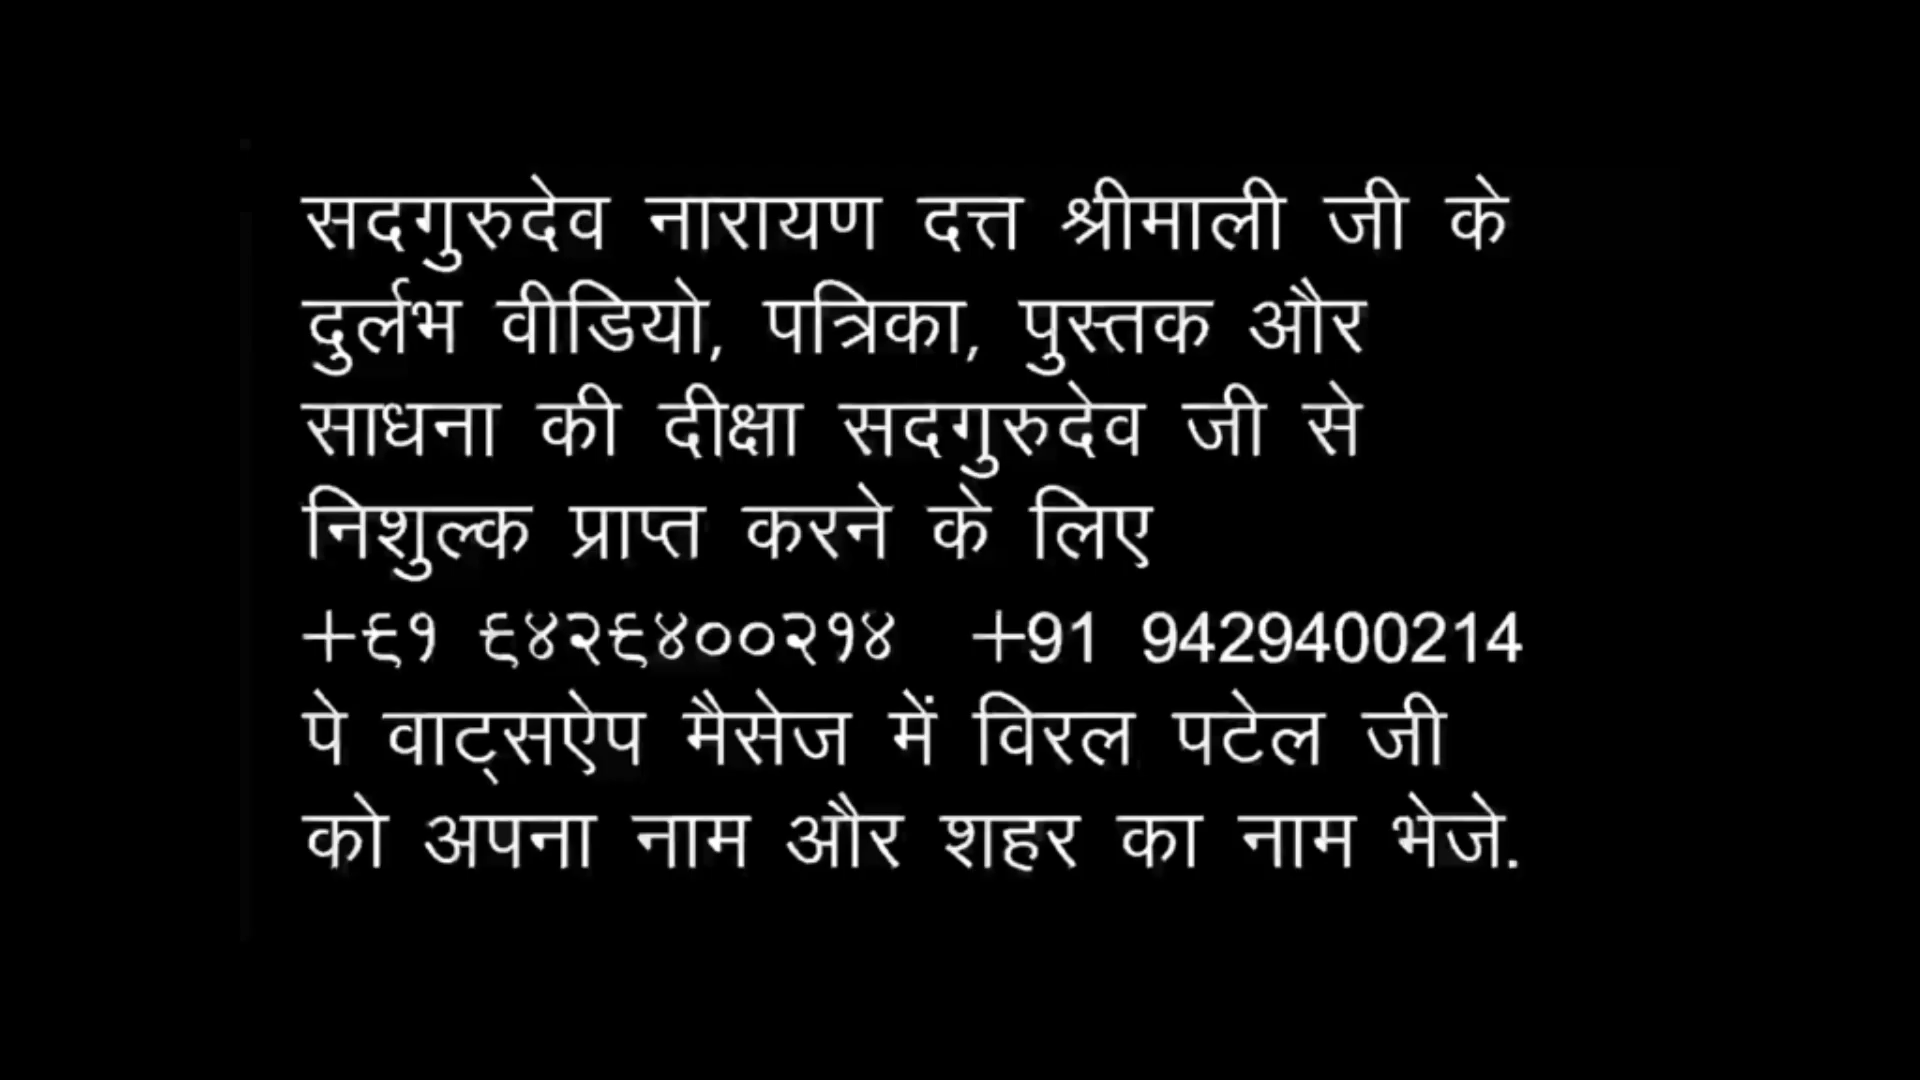 सदगुरुदेव नारायण दत्त श्रीमाली जी के
दुर्लभ वीडियो, पत्रिका, पुस्तक और
साधना की दीक्षा सदगुरुदेव जी से
निशुल्क प्राप्त करने के लिए
+९१ ९४२९४००२१४ +91 9429400214
पे वाट्सऐप मैसेज में विरल पटेल जी
को अपना नाम और शहर का नाम भेजे.